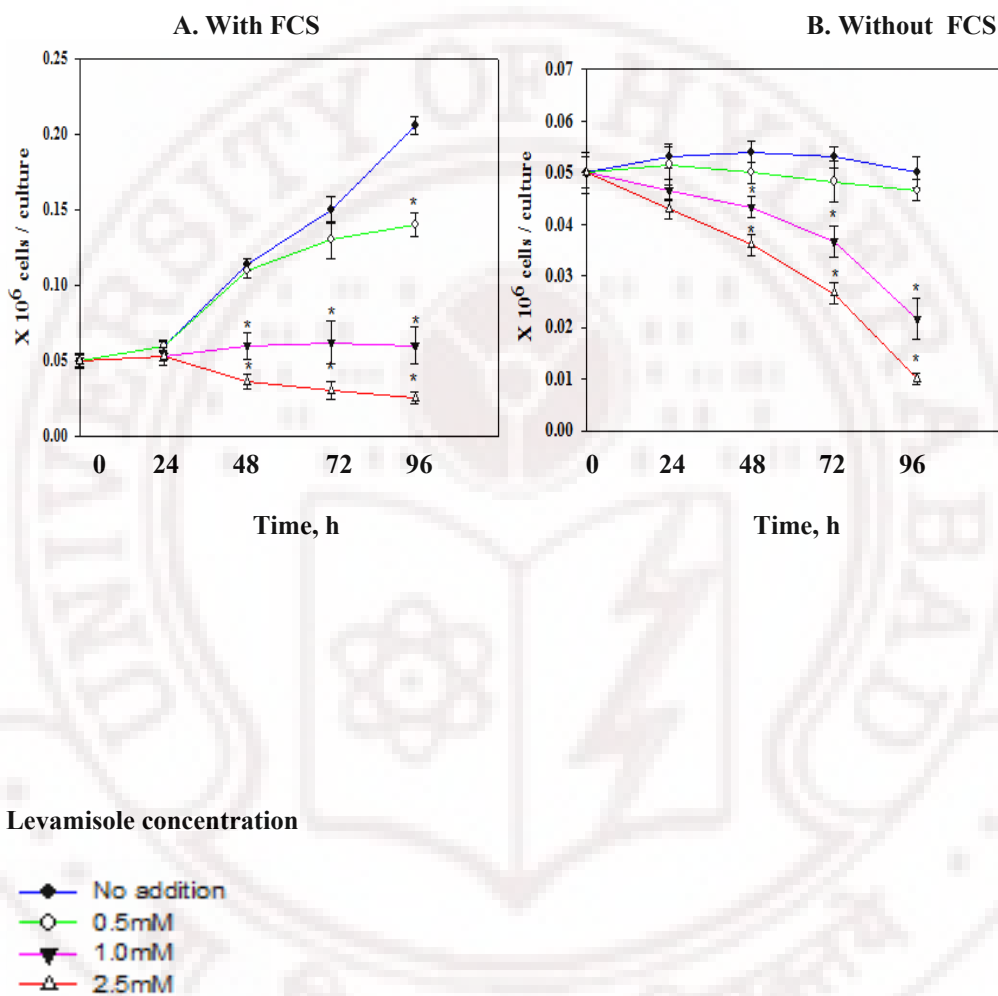 A. With FCS
X 10⁶ cells / culture
0.25
0.20
0.15
0.10
0.05
0.00
* * * * * * *
0 24 48 72 96
Time, h
B. Without FCS
X 10⁶ cells / culture
0.07
0.06
0.05
0.04
0.03
0.02
0.01
0.00
* * * * * *
0 24 48 72 96
Time, h
Levamisole concentration
No addition
0.5mM
1.0mM
2.5mM